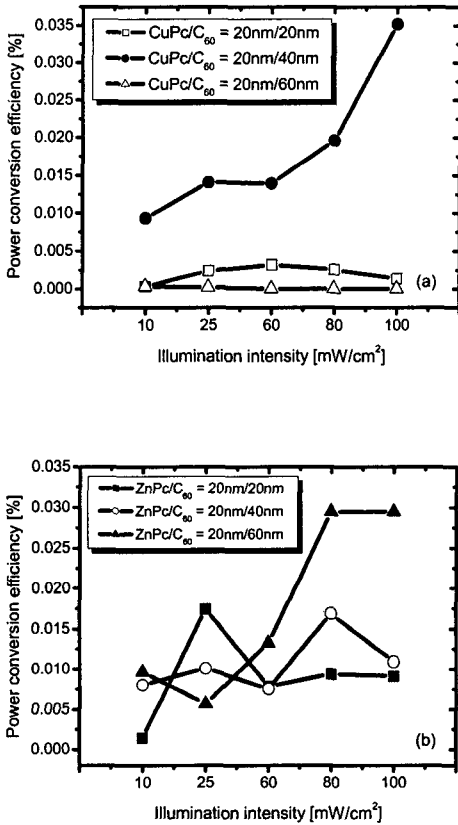 0.035
0.030
0.025
0.020
0.015
0.010
0.005
0.000
Power conversion efficiency [%]
CuPc/C60 = 20nm/20nm
CuPc/C60 = 20nm/40nm
CuPc/C60 = 20nm/60nm
(a)
10 25 60 80 100
Illumination intensity [mW/cm²]
0.035
0.030
0.025
0.020
0.015
0.010
0.005
0.000
Power conversion efficiency [%]
ZnPc/C60 = 20nm/20nm
ZnPc/C60 = 20nm/40nm
ZnPc/C60 = 20nm/60nm
(b)
10 25 60 80 100
Illumination intensity [mW/cm²]